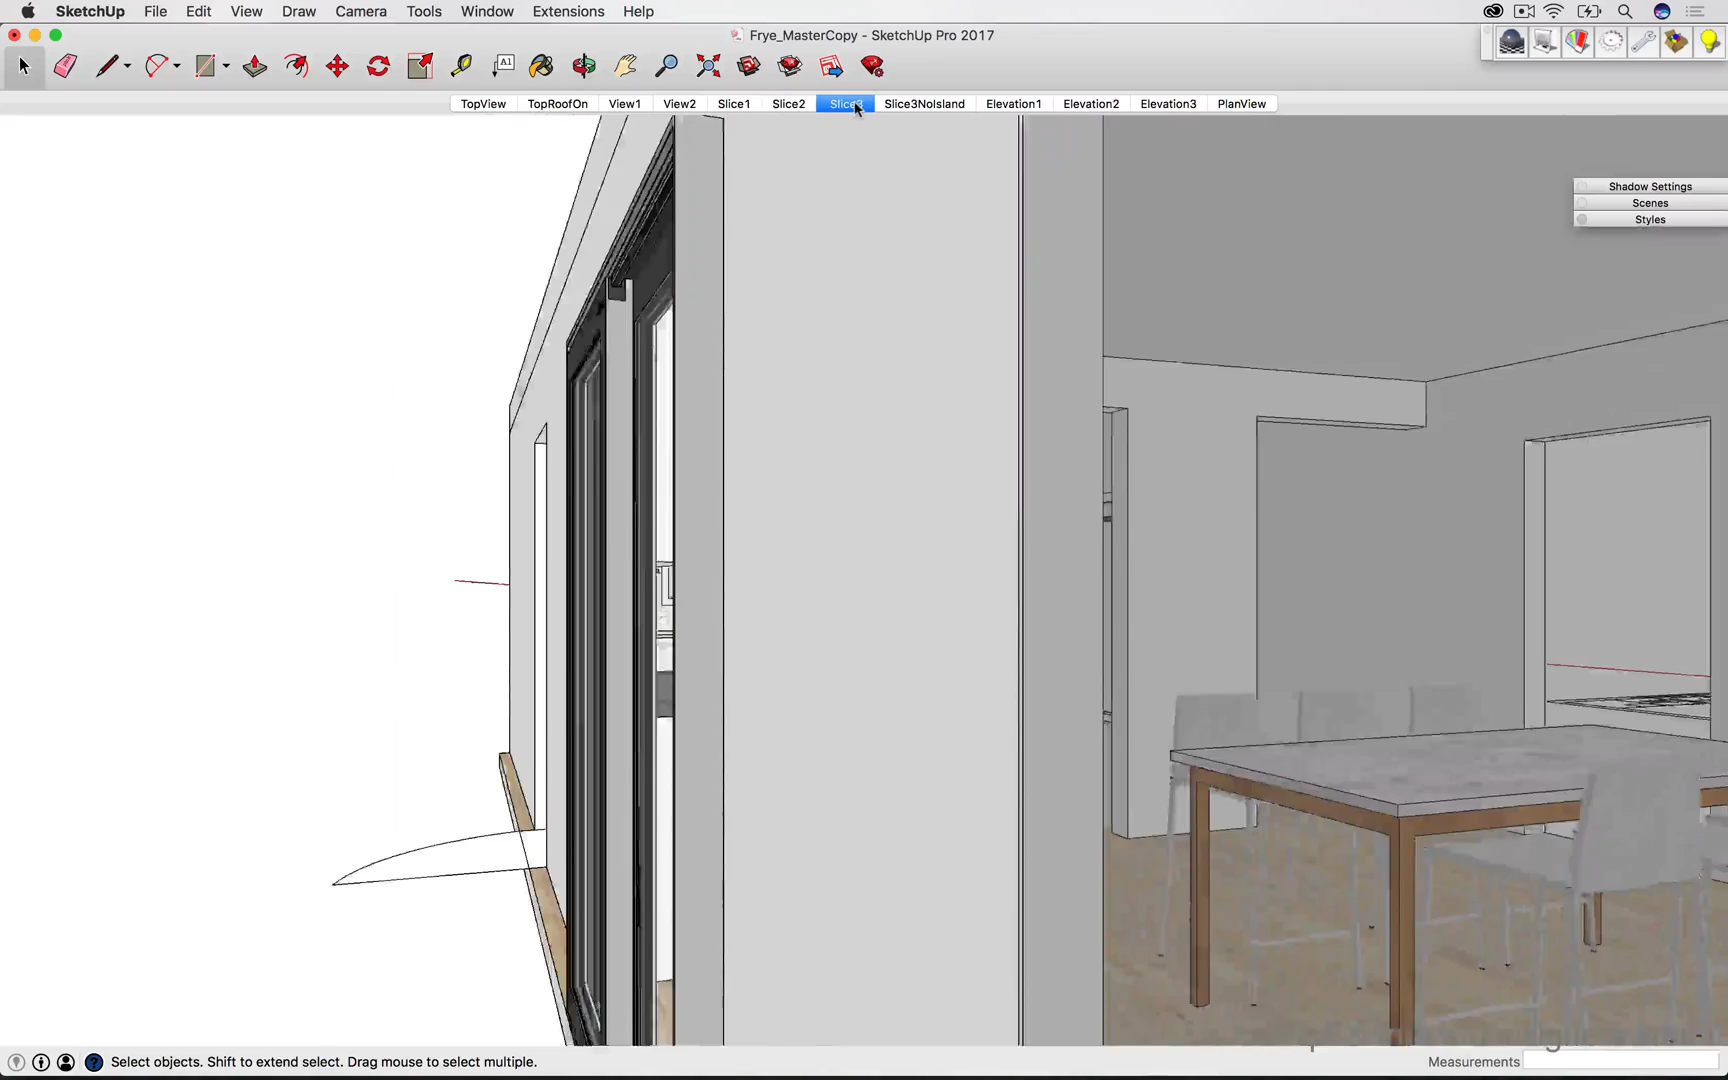 SketchUp File Edit View Draw Camera Tools Window Extensions Help
Frye_MasterCopy - SketchUp Pro 2017
A1
TopView TopRoofOn View1 View2 Slice1 Slice2 Slice3 Slice3NoIsland Elevation1 Elevation2 Elevation3 PlanView
Shadow Settings
Scenes
Styles
Select objects. Shift to extend select. Drag mouse to select multiple.
Measurements